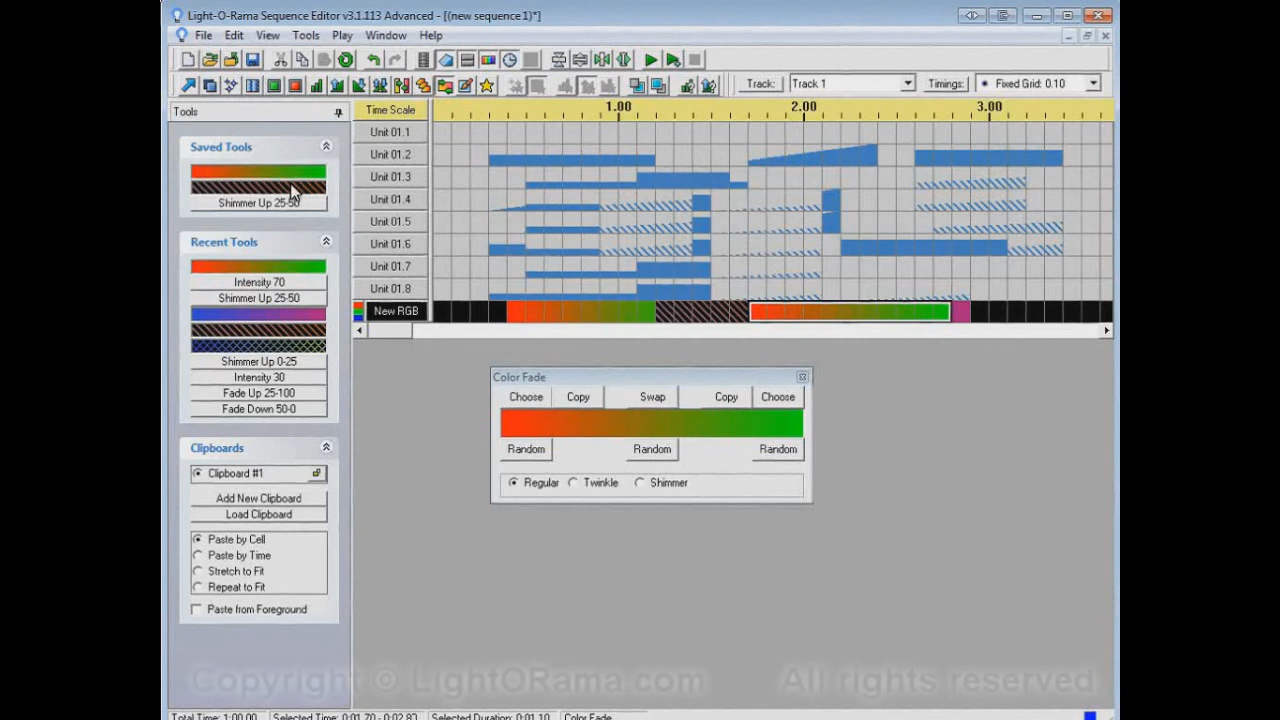 Light-O-Rama Sequence Editor v3.1.113 Advanced - [(new sequence1)*]
File Edit View Tools Play Window Help
Track: Track 1 Timings: Fixed Grid: 0.10
Tools
Time Scale 1.00 2.00 3.00
Saved Tools
Shimmer Up 25-50
Recent Tools
Intensity 70
Shimmer Up 25-50
Shimmer Up 0-25
Intensity 30
Fade Up 25-100
Fade Down 50-0
Clipboards
Clipboard #1
Add New Clipboard
Load Clipboard
Paste by Cell
Paste by Time
Stretch to Fit
Repeat to Fit
Paste from Foreground
Unit 01.1
Unit 01.2
Unit 01.3
Unit 01.4
Unit 01.5
Unit 01.6
Unit 01.7
Unit 01.8
New RGB
Color Fade
Choose Copy Swap Copy Choose
Random Random Random
Regular Twinkle Shimmer
Copyright © LightORama.com All rights reserved
Total Time: 1:00.00 Selected Time: 0:01.70 - 0:02.80 Selected Duration: 0:01.10 Color Fade